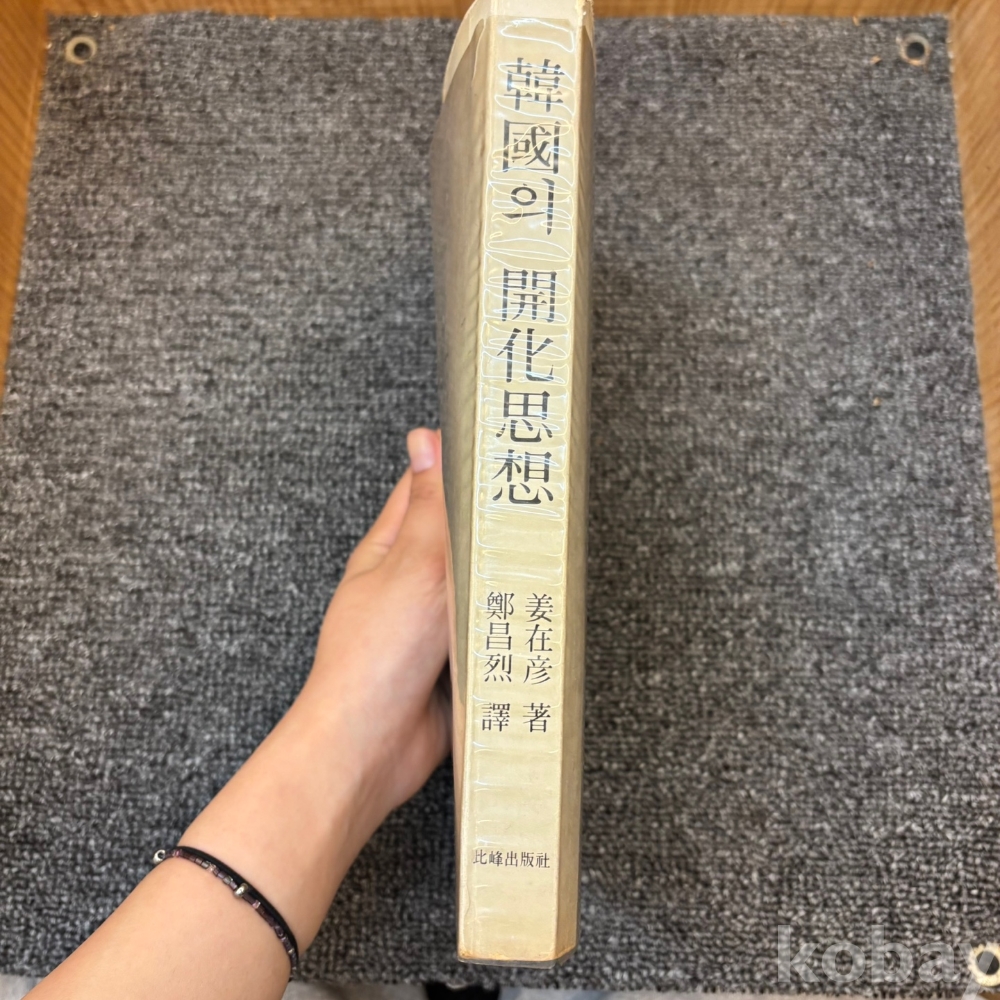 韓國의 開化思想
姜在彦 著
鄭昌烈 譯
比峰出版社
kobay